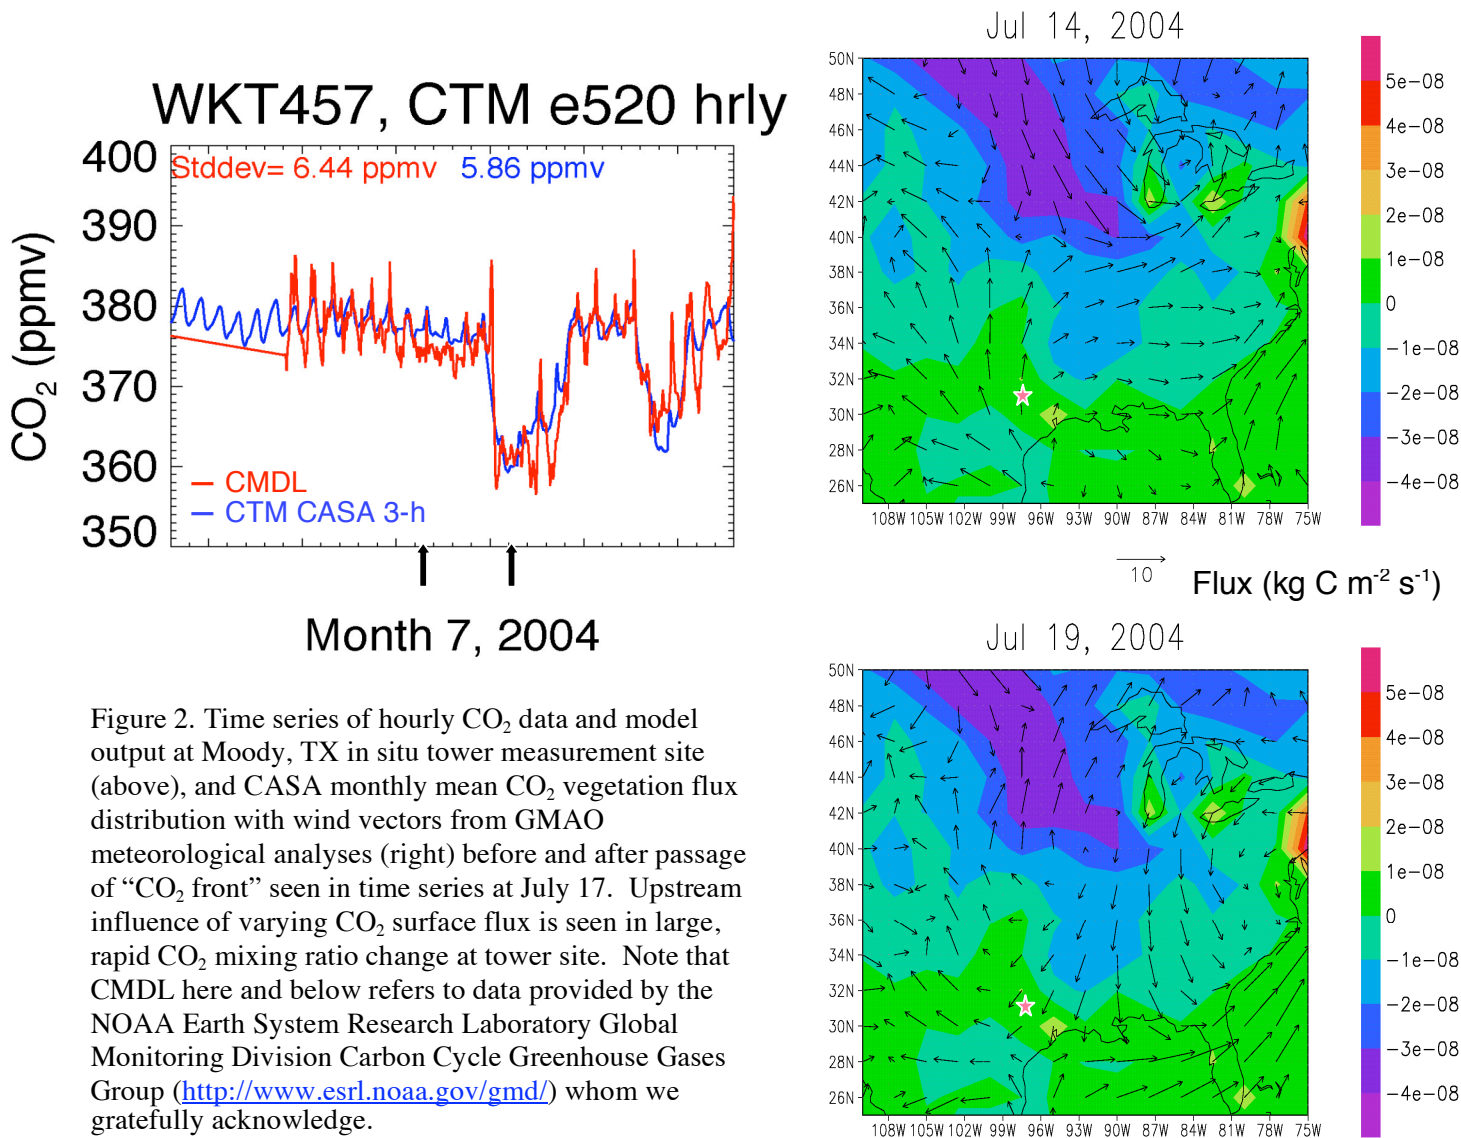 WKT457, CTM e520 hrly
Stddev= 6.44 ppmv 5.86 ppmv
CO2 (ppmv)
400
390
380
370
360
350
CMDL
CTM CASA 3-h
Month 7, 2004
Figure 2. Time series of hourly CO2 data and model
output at Moody, TX in situ tower measurement site
(above), and CASA monthly mean CO2 vegetation flux
distribution with wind vectors from GMAO
meteorological analyses (right) before and after passage
of “CO2 front” seen in time series at July 17. Upstream
influence of varying CO2 surface flux is seen in large,
rapid CO2 mixing ratio change at tower site. Note that
CMDL here and below refers to data provided by the
NOAA Earth System Research Laboratory Global
Monitoring Division Carbon Cycle Greenhouse Gases
Group (http://www.esrl.noaa.gov/gmd/) whom we
gratefully acknowledge.
Jul 14, 2004
50N
48N
46N
44N
42N
40N
38N
36N
34N
32N
30N
28N
26N
108W 105W 102W 99W 96W 93W 90W 87W 84W 81W 78W 75W
5e-08
4e-08
3e-08
2e-08
1e-08
0
-1e-08
-2e-08
-3e-08
-4e-08
10
Flux (kg C m-2 s-1)
Jul 19, 2004
50N
48N
46N
44N
42N
40N
38N
36N
34N
32N
30N
28N
26N
108W 105W 102W 99W 96W 93W 90W 87W 84W 81W 78W 75W
5e-08
4e-08
3e-08
2e-08
1e-08
0
-1e-08
-2e-08
-3e-08
-4e-08